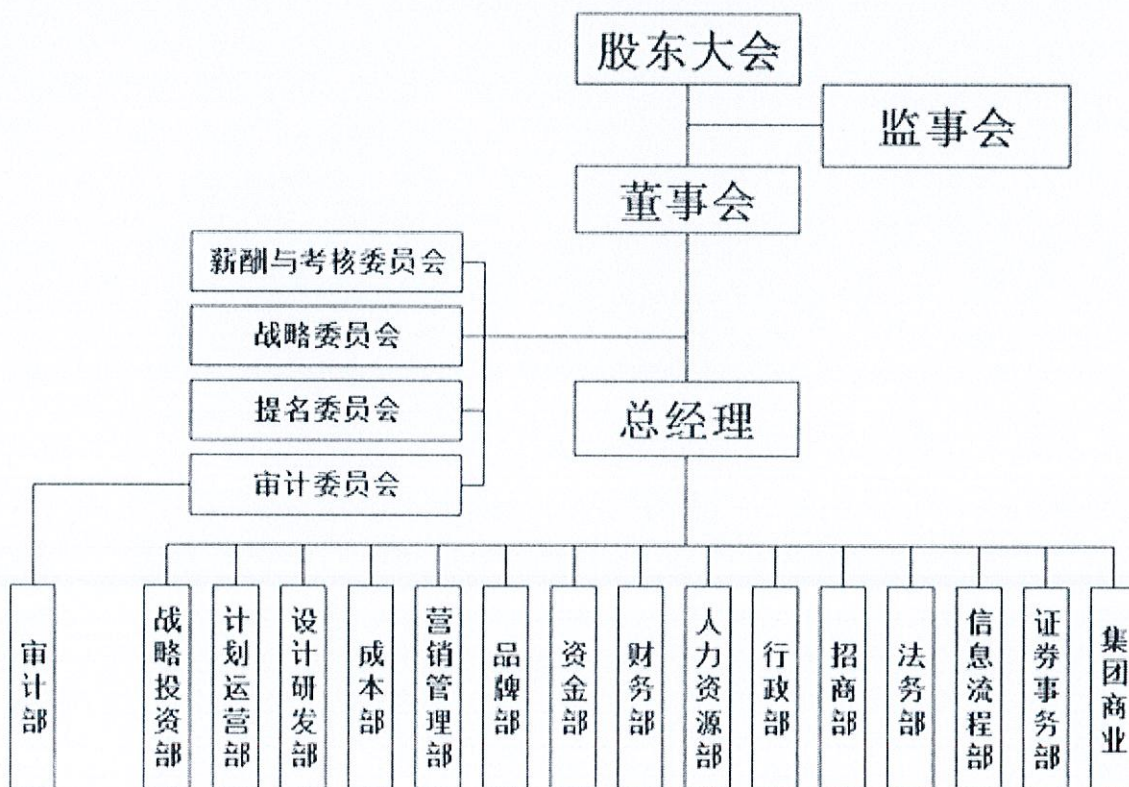 股东大会
监事会
董事会
薪酬与考核委员会
战略委员会
提名委员会
总经理
审计委员会
审计部
战略投资部
计划运营部
设计研发部
成本部
营销管理部
品牌部
资金部
财务部
人力资源部
行政部
招商部
法务部
信息流程部
证券事务部
集团商业